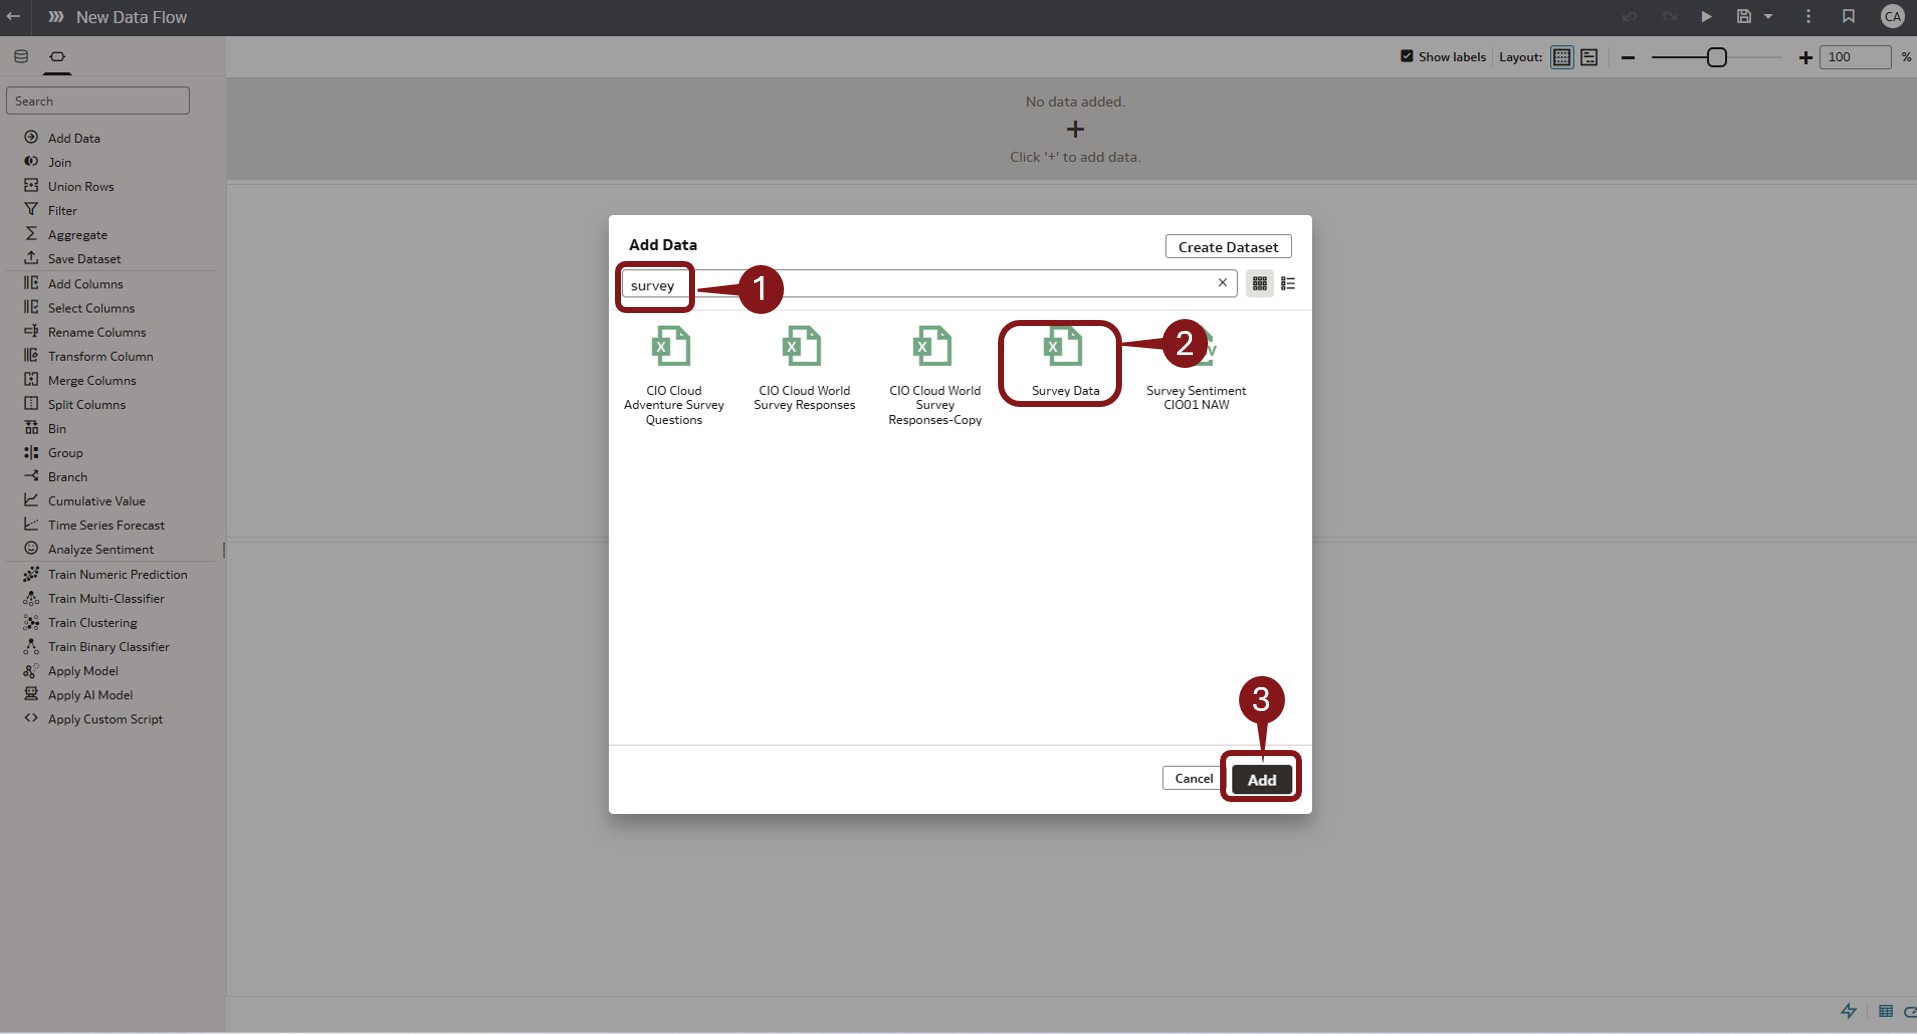 New Data Flow
CA
Show labels
Layout:
100
%
Search
Add Data
Join
Union Rows
Filter
Aggregate
Save Dataset
Add Columns
Select Columns
Rename Columns
Transform Column
Merge Columns
Split Columns
Bin
Group
Branch
Cumulative Value
Time Series Forecast
Analyze Sentiment
Train Numeric Prediction
Train Multi-Classifier
Train Clustering
Train Binary Classifier
Apply Model
Apply AI Model
Apply Custom Script
No data added.
Click '+' to add data.
Add Data
Create Dataset
survey
1
2
X
CIO Cloud
Adventure Survey
Questions
X
CIO Cloud World
Survey Responses
X
CIO Cloud World
Survey
Responses-Copy
X
Survey Data
Survey Sentiment
CIO01 NAW
3
Cancel
Add